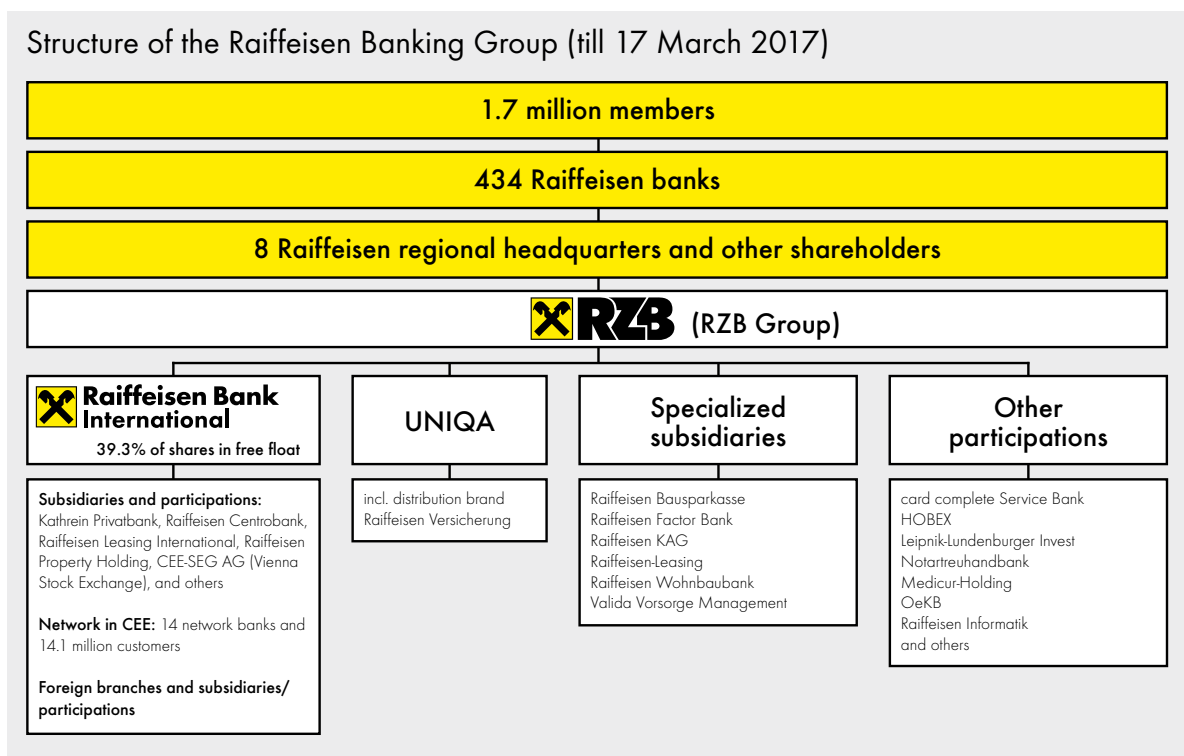 Structure of the Raiffeisen Banking Group (till 17 March 2017)
1.7 million members
434 Raiffeisen banks
8 Raiffeisen regional headquarters and other shareholders
RZB (RZB Group)
Raiffeisen Bank
International
39.3% of shares in free float
Subsidiaries and participations:
Kathrein Privatbank, Raiffeisen Centrobank,
Raiffeisen Leasing International, Raiffeisen
Property Holding, CEE-SEG AG (Vienna
Stock Exchange), and others
Network in CEE: 14 network banks and
14.1 million customers
Foreign branches and subsidiaries/
participations
UNIQA
incl. distribution brand
Raiffeisen Versicherung
Specialized
subsidiaries
Raiffeisen Bausparkasse
Raiffeisen Factor Bank
Raiffeisen KAG
Raiffeisen-Leasing
Raiffeisen Wohnbaubank
Valida Vorsorge Management
Other
participations
card complete Service Bank
HOBEX
Leipnik-Lundenburger Invest
Notartreuhandbank
Medicur-Holding
OeKB
Raiffeisen Informatik
and others